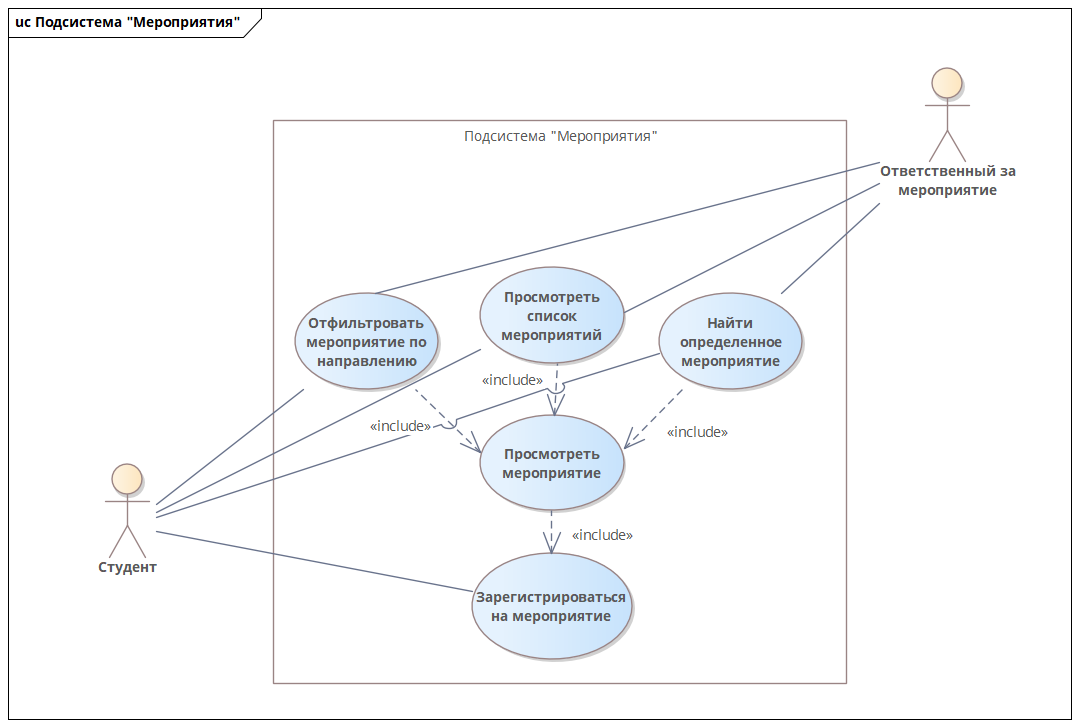 uc Подсистема "Мероприятия"
Подсистема "Мероприятия"
Ответственный за
мероприятие
Отфильтровать
мероприятие по
направлению
Просмотреть
список
мероприятий
Найти
определенное
мероприятие
«include»
«include»
«include»
Просмотреть
мероприятие
«include»
Студент
Зарегистрироваться
на мероприятие